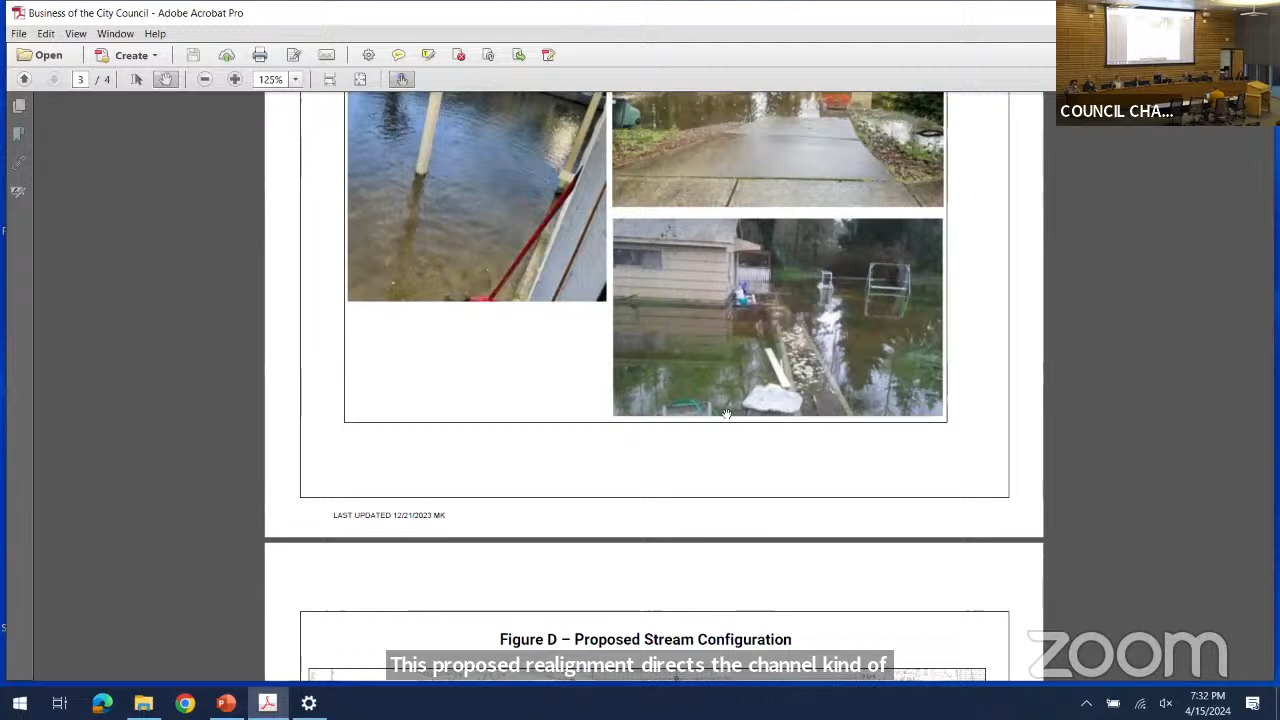 Business of the City Council - Adobe Acrobat Pro
File Edit View Window Help
Open Create
3 / 4 125%
COUNCIL CHA...
LAST UPDATED 12/21/2023 MK
Figure D – Proposed Stream Configuration
This proposed realignment directs the channel kind of
zoom
7:32 PM
4/15/2024